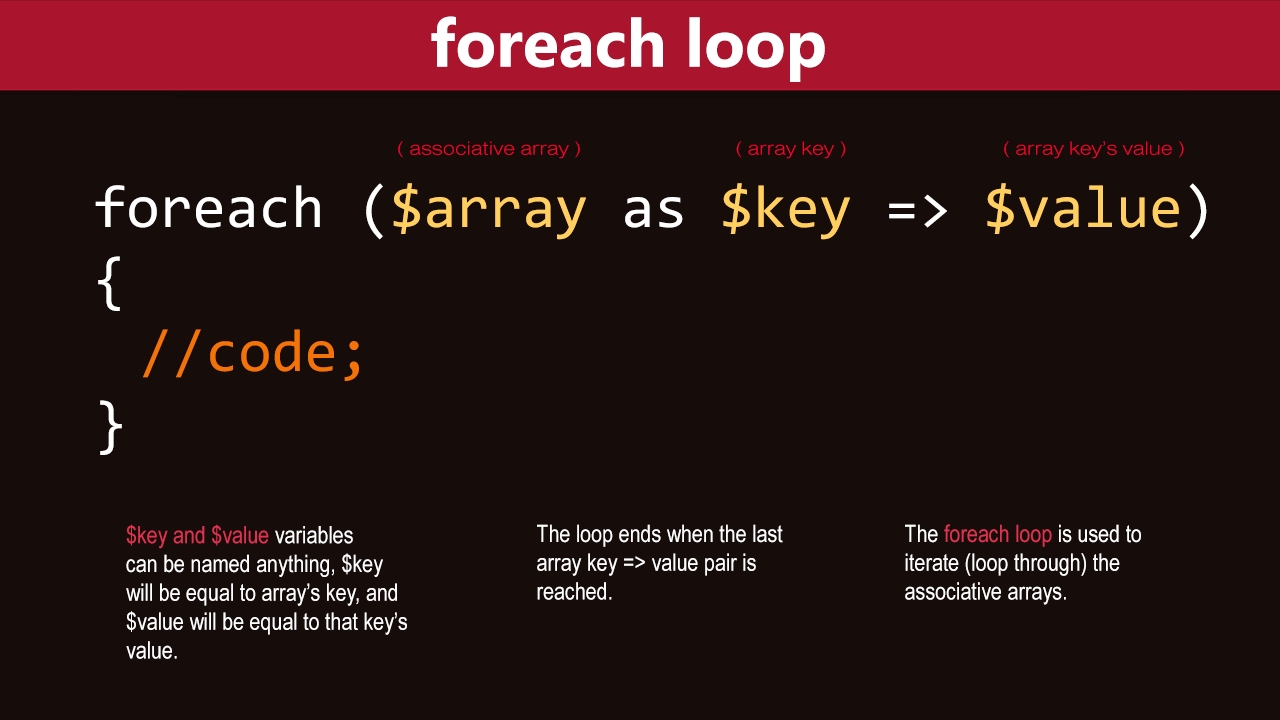 foreach loop
( associative array ) ( array key ) ( array key's value )
foreach ($array as $key => $value)
{
//code;
}
$key and $value variables
can be named anything, $key
will be equal to array's key, and
$value will be equal to that key's
value.
The loop ends when the last
array key => value pair is
reached.
The foreach loop is used to
iterate (loop through) the
associative arrays.